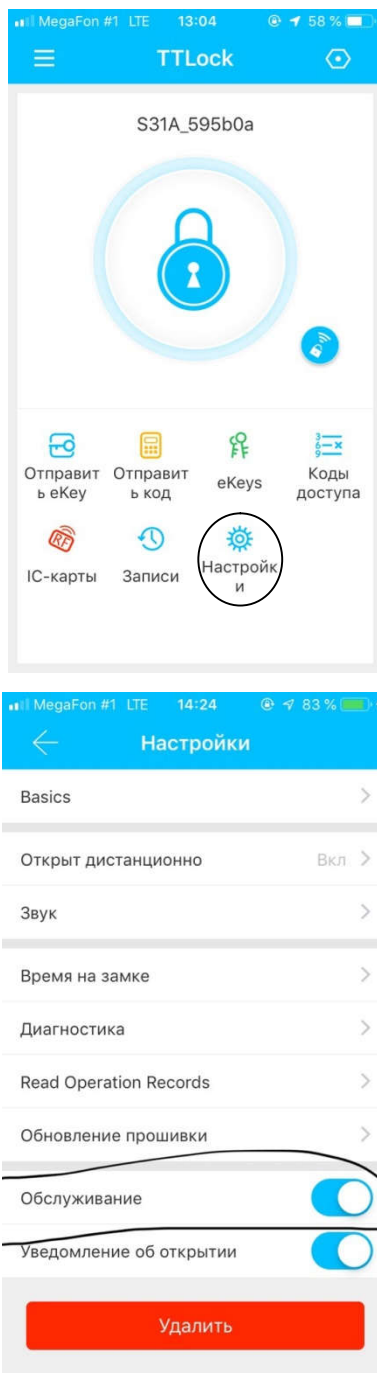 MegaFon #1 LTE 13:04 58 %
TTLock
S31A_595b0a
Отправит Отправит eKeys Коды
ь eKey ь код доступа
IC-карты Записи Настройк
и
MegaFon #1 LTE 14:24 83 %
Настройки
Basics
Открыт дистанционно Вкл
Звук
Время на замке
Диагностика
Read Operation Records
Обновление прошивки
Обслуживание
Уведомление об открытии
Удалить